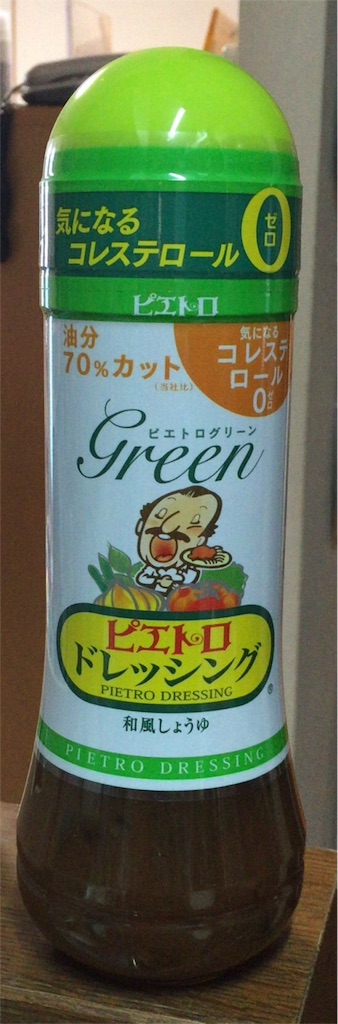 気になる
コレステロール0
ゼロ
ピエトロ
油分
70%カット
(当社比)
気になる
コレステ
ロール
0ゼロ
ピエトログリーン
Green
ピエトロ
ドレッシング
PIETRO DRESSING
®
和風しょうゆ
PIETRO DRESSING